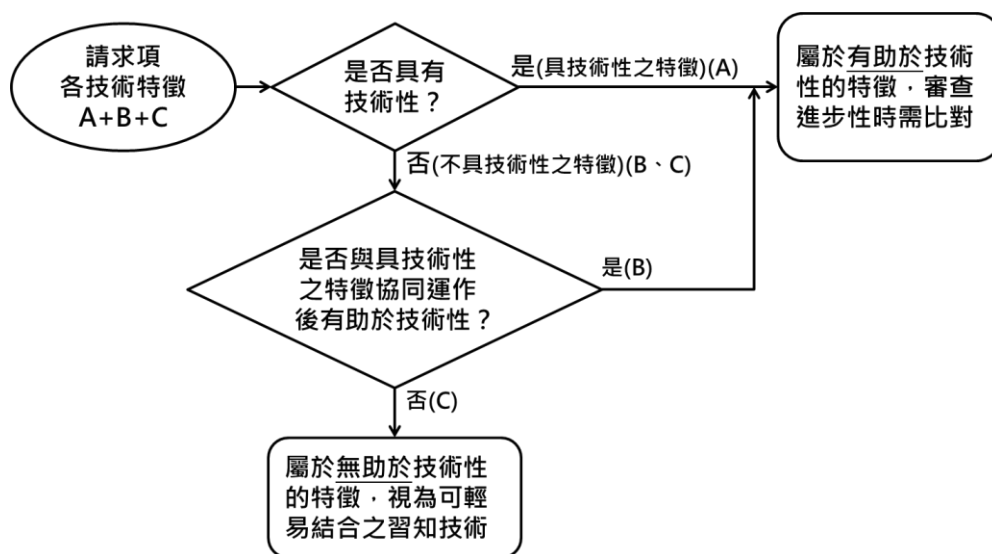 請求項
各技術特徵
A+B+C
是否具有
技術性？
是(具技術性之特徵)(A)
屬於有助於技術
性的特徵，審查
進步性時需比對
否(不具技術性之特徵)(B、C)
是否與具技術性
之特徵協同運作
後有助於技術性？
是(B)
否(C)
屬於無助於技術性
的特徵，視為可輕
易結合之習知技術